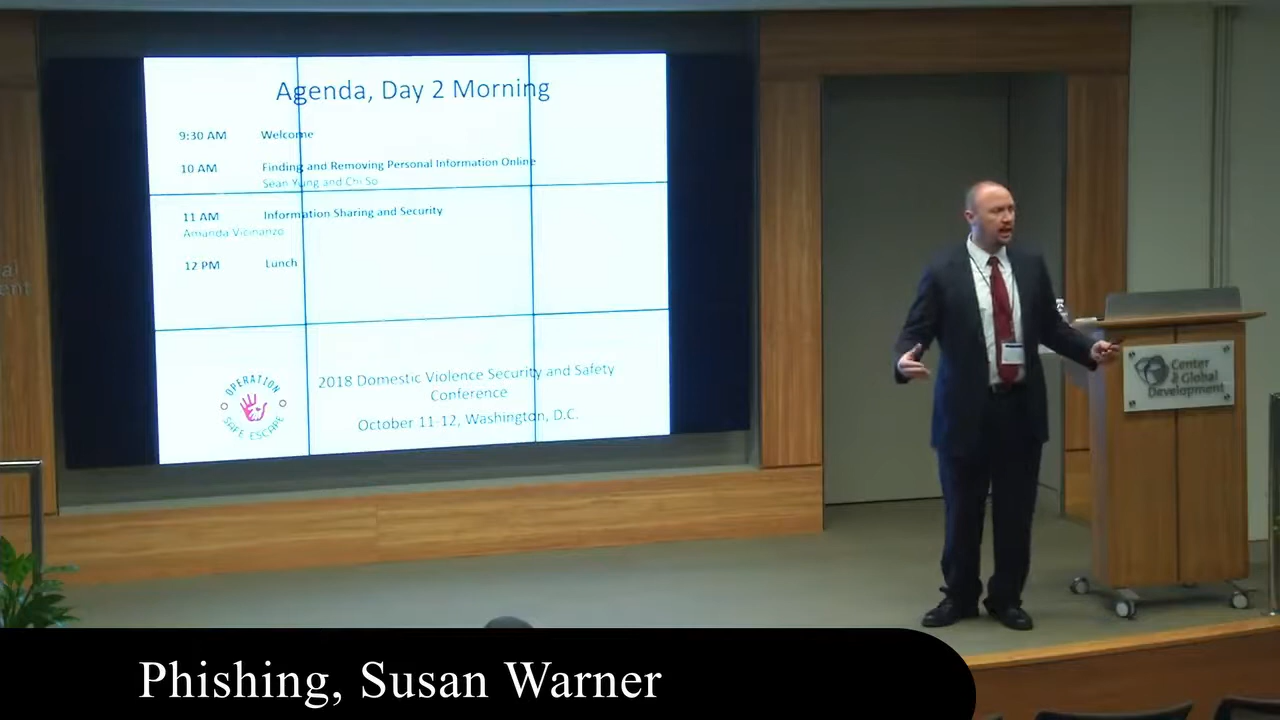 Agenda, Day 2 Morning
9:30 AM Welcome
10 AM Finding and Removing Personal Information Online
Sean Yung and Chi So
11 AM Information Sharing and Security
Amanda Vicinanzo
12 PM Lunch
OPERATION
SAFE ESCAPE
2018 Domestic Violence Security and Safety
Conference
October 11-12, Washington, D.C.
Center
Global
Development
Phishing, Susan Warner